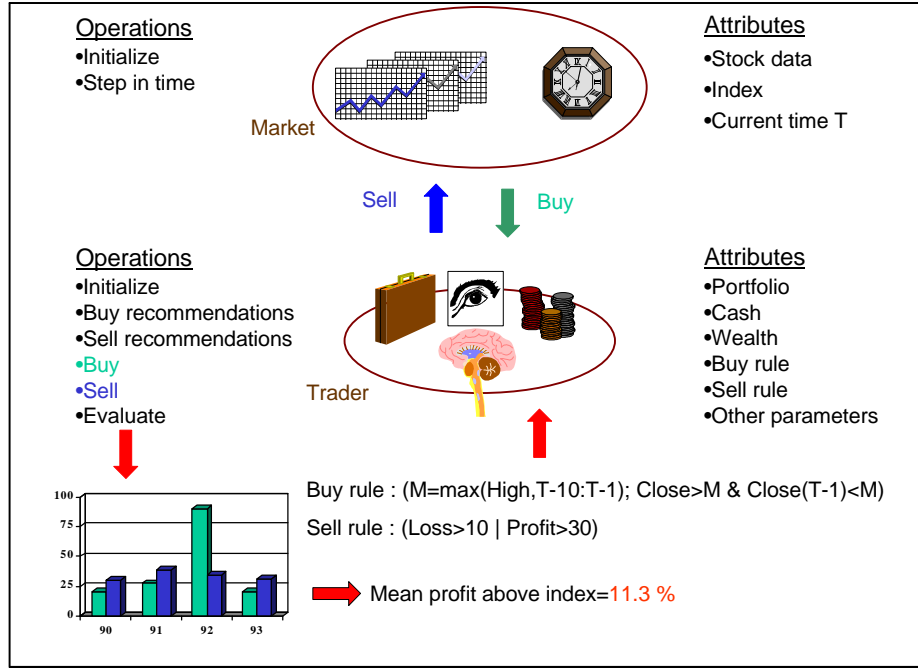 Operations
•Initialize
•Step in time
Market
Attributes
•Stock data
•Index
•Current time T
Sell
Buy
Operations
•Initialize
•Buy recommendations
•Sell recommendations
•Buy
•Sell
•Evaluate
Trader
Attributes
•Portfolio
•Cash
•Wealth
•Buy rule
•Sell rule
•Other parameters
Buy rule : (M=max(High,T-10:T-1); Close>M & Close(T-1)<M)
Sell rule : (Loss>10 | Profit>30)
100
75
50
25
0
90 91 92 93
Mean profit above index=11.3 %